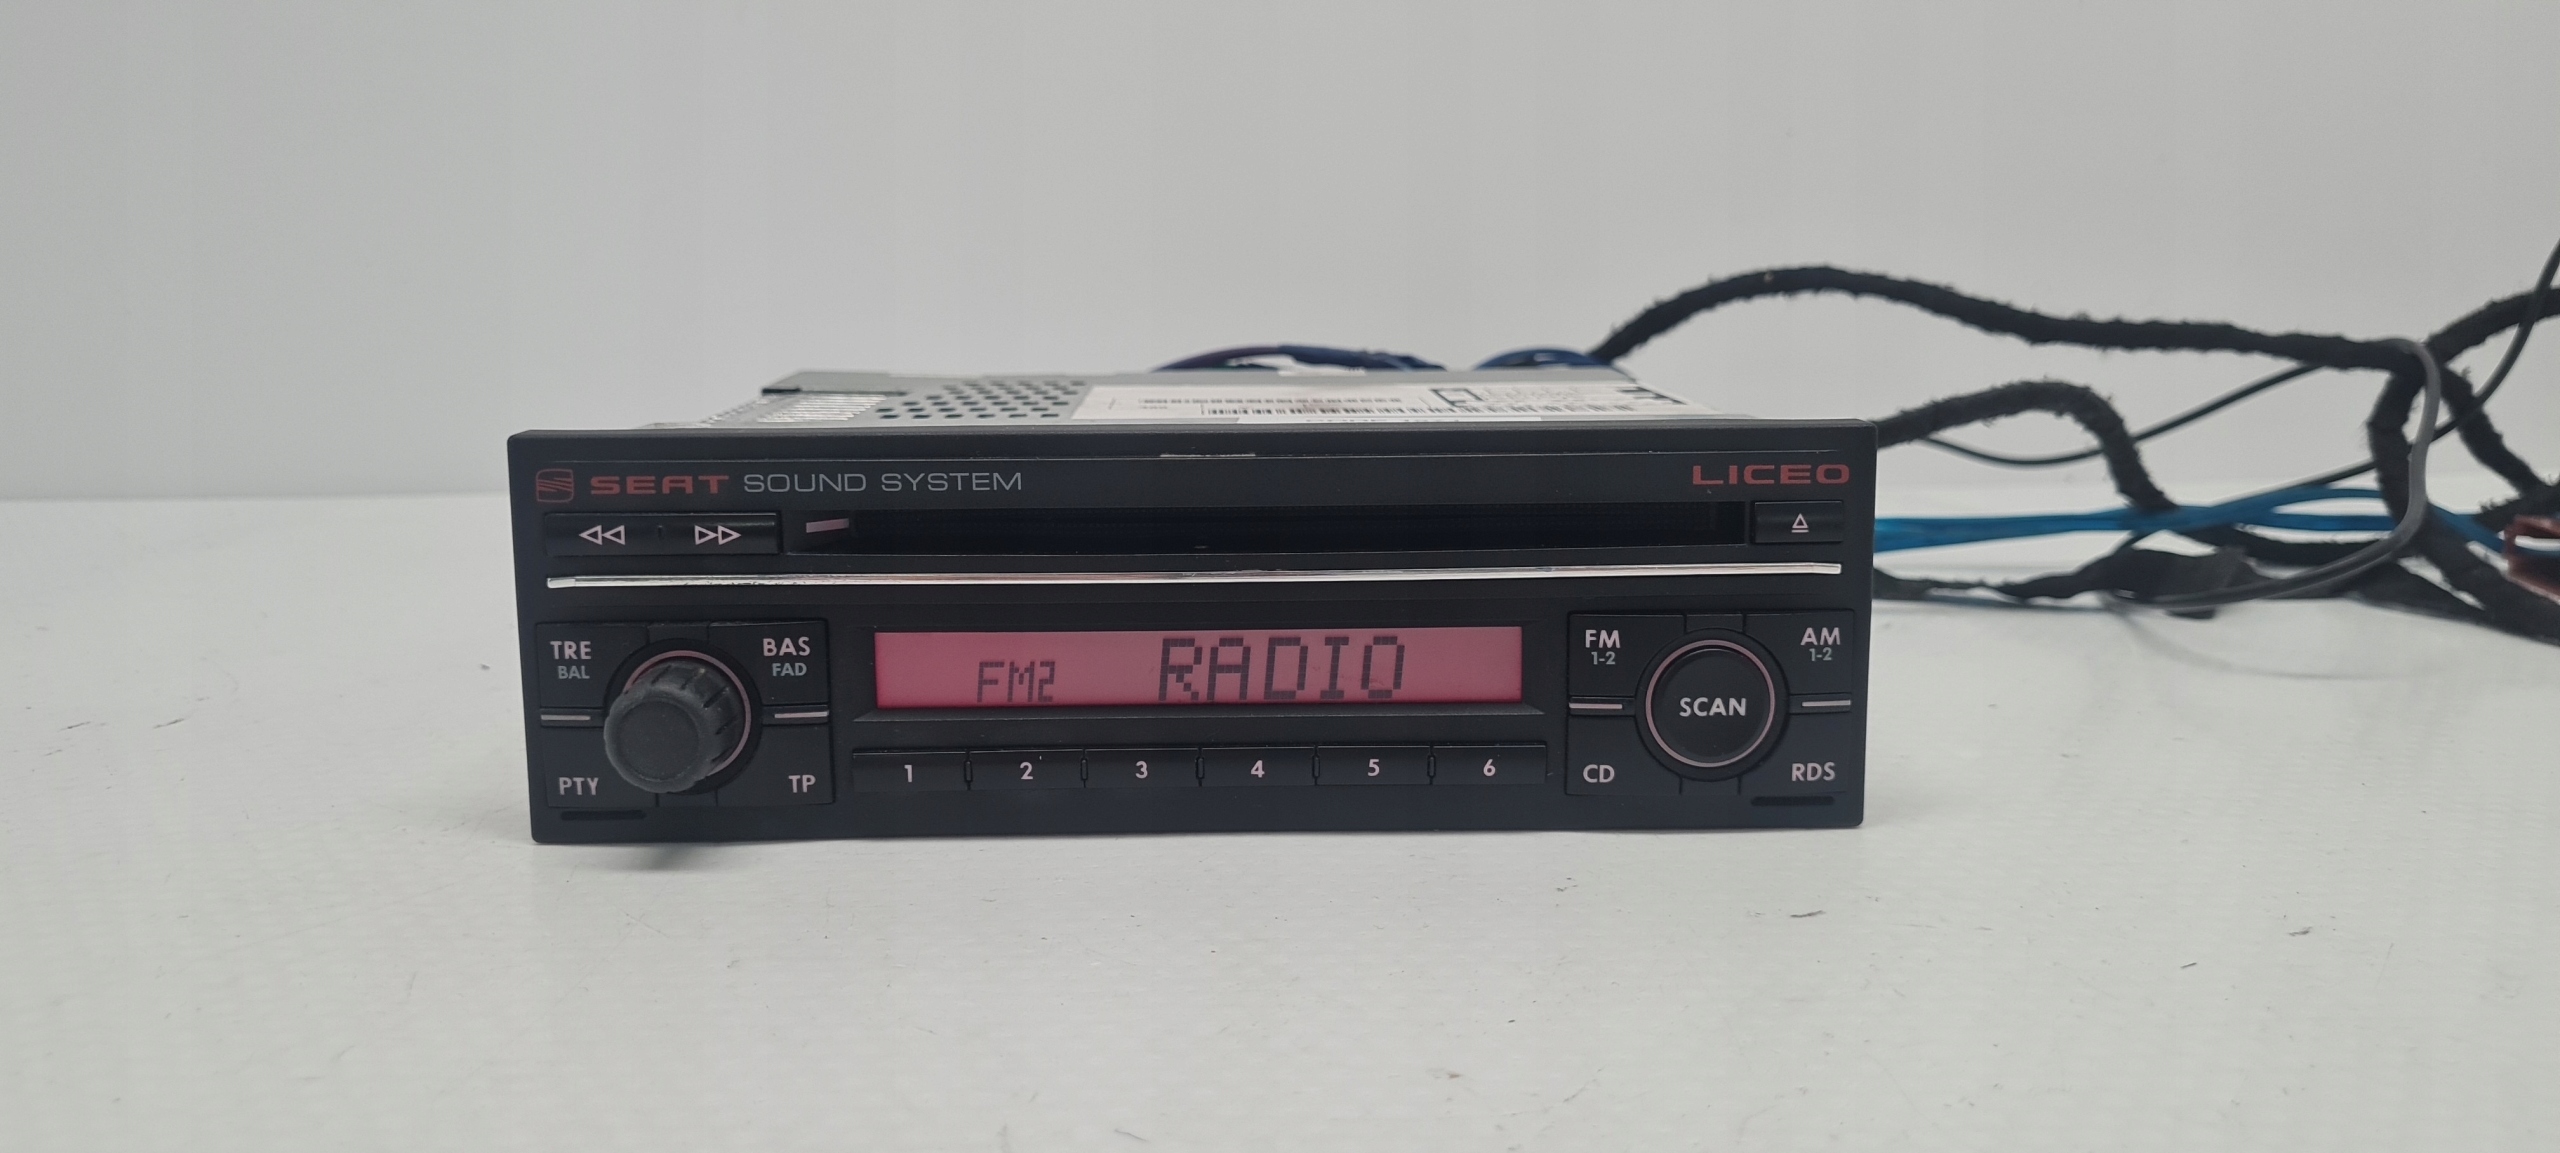 SEAT SOUND SYSTEM
LICEO
TRE
BAL
BAS
FAD
PTY
TP
FM2 RADIO
1 2 3 4 5 6
FM
1-2
AM
1-2
SCAN
CD
RDS